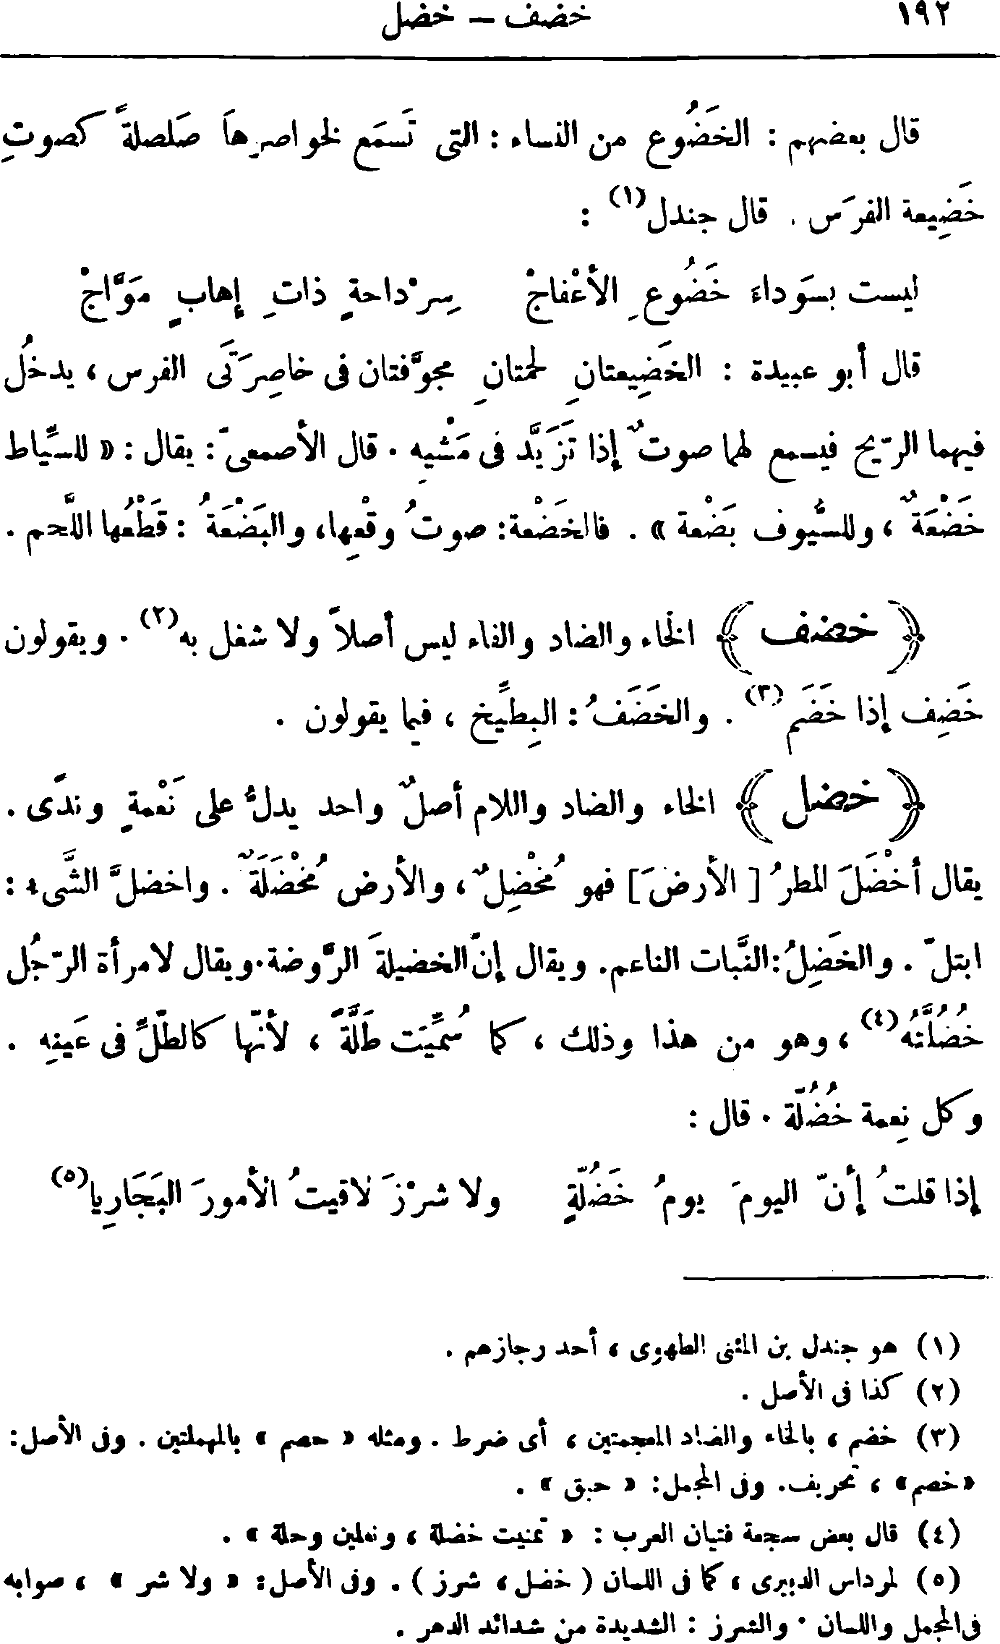 ١٩٢ خضف — خضل
قال بعضهم : الخَضُوع من النساء : التى تَسمَع لخواصرهاَ صَلصلةً كصوتِ
خَضِيعة الفرَس . قال جندل(١) :
ليست بسَوداء خَضُوعِ الأعْفاجْ سِرْداحةٍ ذاتِ إهابٍ مَوَّاجْ
قال أبو عبيدة : الخَضِيعتانِ لحمتانِ مجوَّفتان فى خاصِرَتَى الفرس ، يدخُل
فيهما الرّيح فيسمع لهما صوتٌ إذا تَزَيَّد فى مَشْيِه . قال الأصمعىّ : يقال : « للسِّياط
خَضْعَةٌ ، وللسُّيوف بَضْعة » . فالخَضْعة: صوتُ وقْعِها، والبَضْعَةُ : قَطْعُها اللَّحم .
﴿ خضف ﴾ الخاء والضاد والفاء ليس أصلاً ولا شغل به(٢) . ويقولون
خَضِف إذا خَضَم(٣) . والخَضَفُ : البِطِّيخ ، فيما يقولون .
﴿ خضل ﴾ الخاء والضاد واللام أصلٌ واحد يدلُّ على نَعْمةٍ وندًى .
يقال أخْضَلَ المطرُ [ الأرضَ] فهو مُخْضِلٌ ، والأرض مُخْضَلَةٌ . واخضلَّ الشَّىء :
ابتلّ . والخَضِلُ : النَّبات الناعم. ويقال إنّ الخضيلةَ الرَّوضة. ويقال لامرأة الرّجُل
خُضُلَّتُه(٤) ، وهو من هذا وذلك ، كما سُمِّيَت طَلَّةً ، لأنّها كالطّلِّ فى عَينِه .
وكل نِعمة خُضُلّة . قال :
إذا قلتُ إنّ اليومَ يومُ خَضُلّةٍ ولا شرْزَ لاقيتُ الأمورَ البَجَارِيا(٥)
(١) هو جندل بن المثنى الطهوى ، أحد رجازهم .
(٢) كذا فى الأصل .
(٣) خضم ، بالخاء والضاد المعجمتين ، أى ضرط . ومثله « حصم » بالمهملتين . وفى الأصل:
«خصم» ، تحريف. وفى المجمل: « حبق » .
(٤) قال بعض سجعة فتيان العرب : « تمنيت خضلة ، ونعلين وحلة » .
(٥) لمرداس الدبيرى ، كما فى اللسان ( خضل ، شرز ) . وفى الأصل: « ولا شر » ، صوابه
فى المجمل واللسان . والشرز : الشديدة من شدائد الدهر .